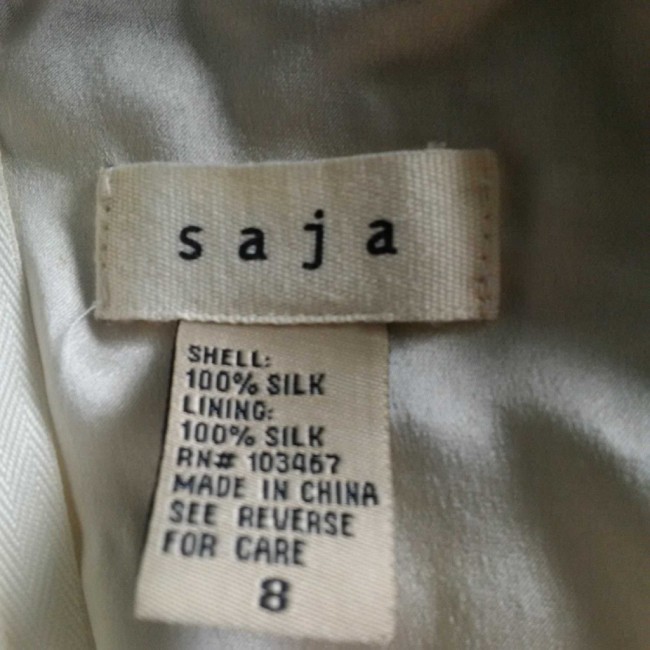 saja
SHELL:
100% SILK
LINING:
100% SILK
RN# 103467
MADE IN CHINA
SEE REVERSE
FOR CARE
8